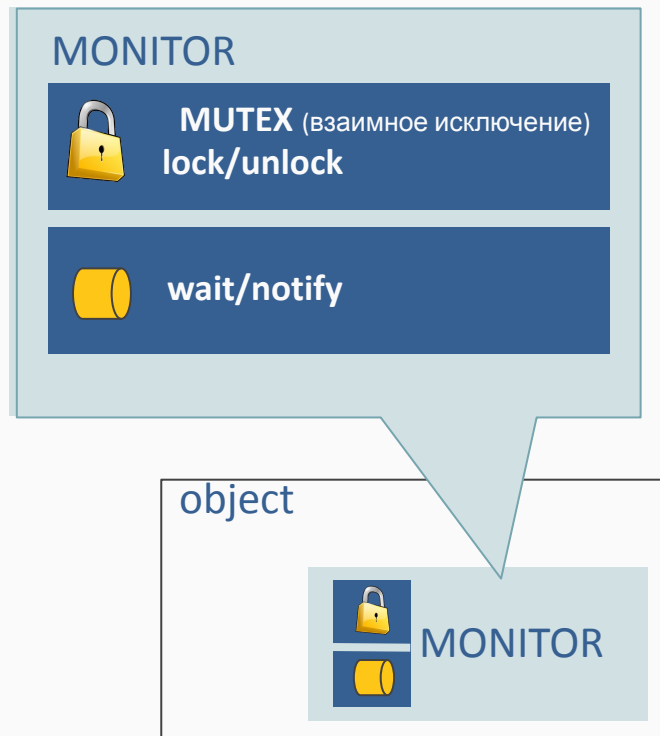 MONITOR
MUTEX (взаимное исключение)
lock/unlock
wait/notify
object
MONITOR